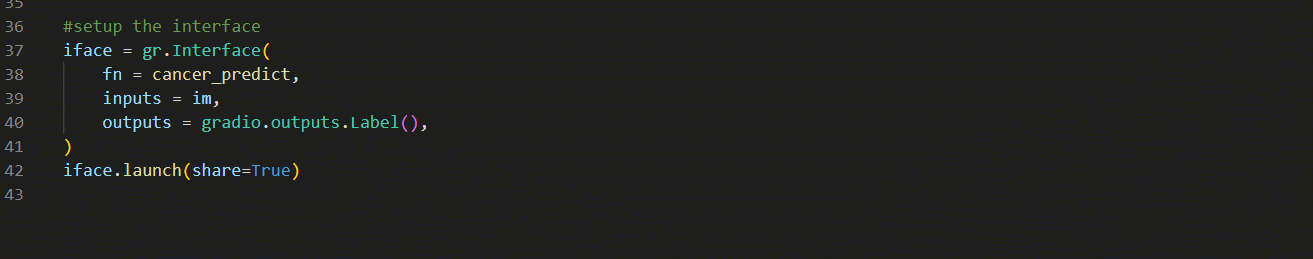 35
36 #setup the interface
37 iface = gr.Interface(
38 fn = cancer_predict,
39 inputs = im,
40 outputs = gradio.outputs.Label(),
41 )
42 iface.launch(share=True)
43